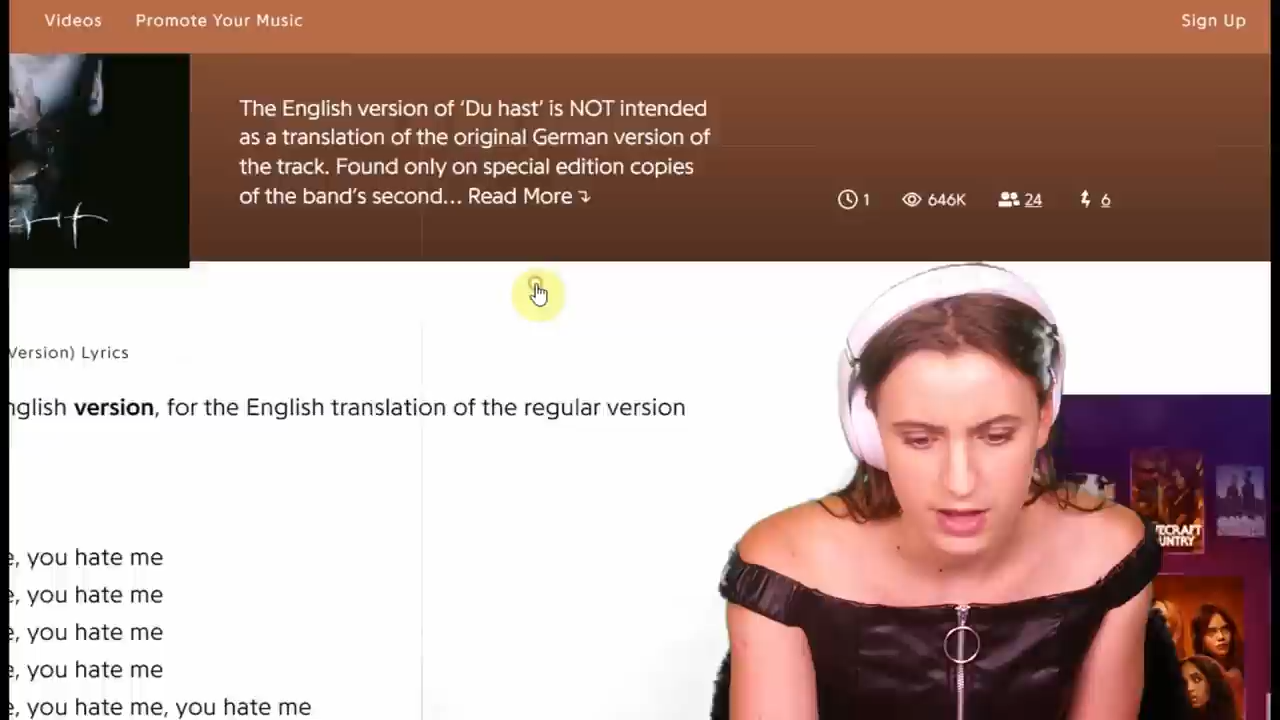 Videos Promote Your Music Sign Up
The English version of ‘Du hast’ is NOT intended
as a translation of the original German version of
the track. Found only on special edition copies
of the band’s second... Read More
1 646K 24 6
Version) Lyrics
nglish version, for the English translation of the regular version
e, you hate me
e, you hate me
e, you hate me
e, you hate me
e, you hate me, you hate me
VECRAFT
UNTRY